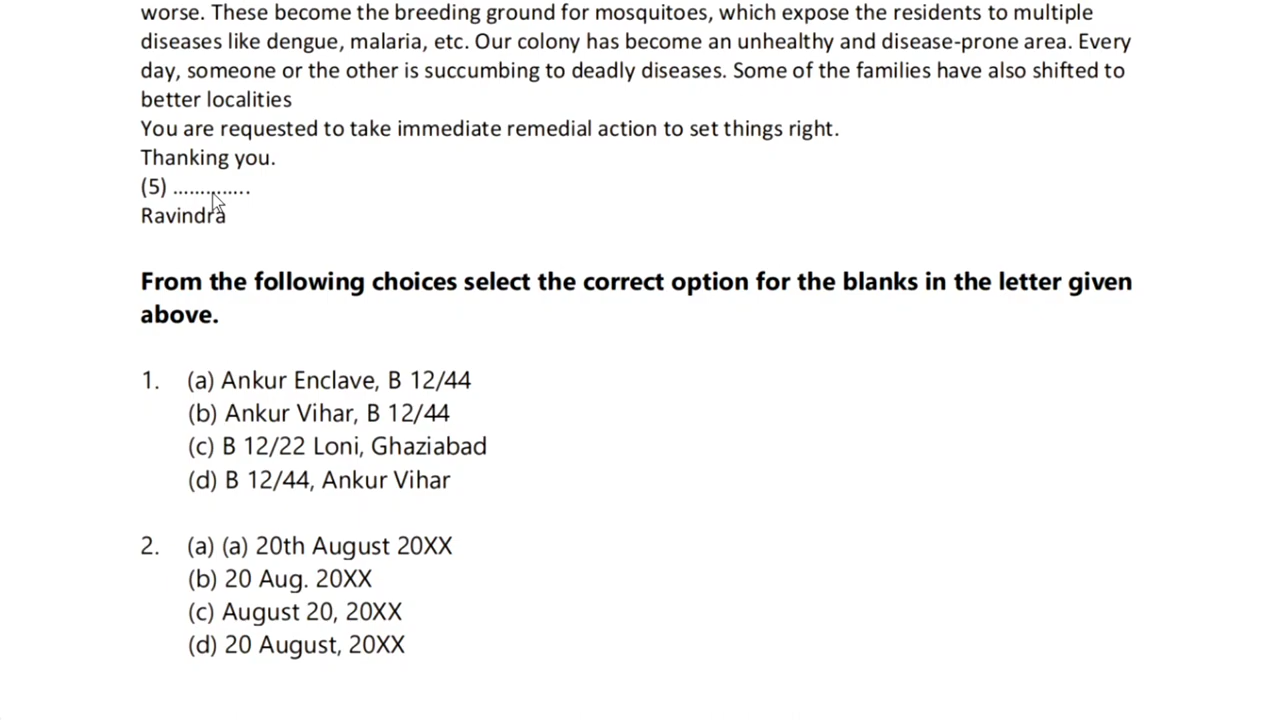 worse. These become the breeding ground for mosquitoes, which expose the residents to multiple
diseases like dengue, malaria, etc. Our colony has become an unhealthy and disease-prone area. Every
day, someone or the other is succumbing to deadly diseases. Some of the families have also shifted to
better localities
You are requested to take immediate remedial action to set things right.
Thanking you.
(5) ..............
Ravindra
From the following choices select the correct option for the blanks in the letter given
above.
1. (a) Ankur Enclave, B 12/44
(b) Ankur Vihar, B 12/44
(c) B 12/22 Loni, Ghaziabad
(d) B 12/44, Ankur Vihar
2. (a) (a) 20th August 20XX
(b) 20 Aug. 20XX
(c) August 20, 20XX
(d) 20 August, 20XX